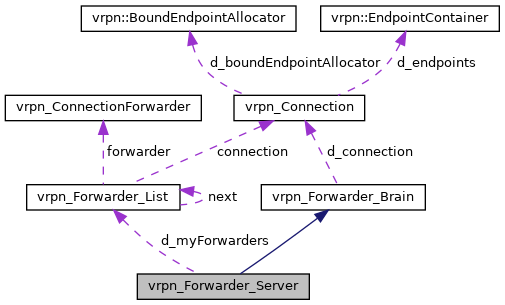 vrpn::BoundEndpointAllocator
vrpn::EndpointContainer
d_boundEndpointAllocator
d_endpoints
vrpn_ConnectionForwarder
vrpn_Connection
forwarder
connection
d_connection
vrpn_Forwarder_List
next
vrpn_Forwarder_Brain
d_myForwarders
vrpn_Forwarder_Server